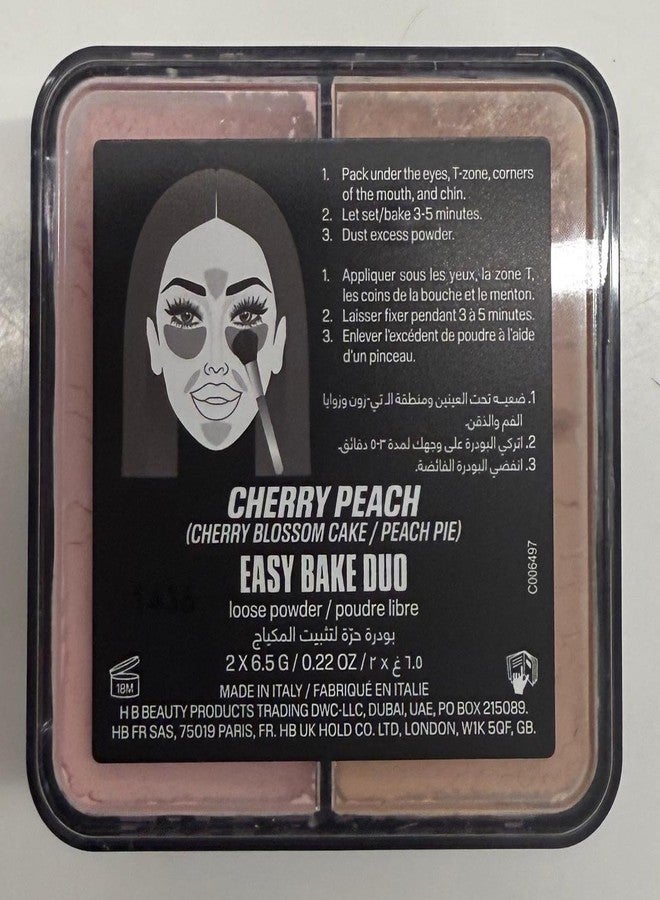 1. Pack under the eyes, T-zone, corners
of the mouth, and chin.
2. Let set/bake 3-5 minutes.
3. Dust excess powder.
1. Appliquer sous les yeux, la zone T,
les coins de la bouche et le menton.
2. Laisser fixer pendant 3 à 5 minutes.
3. Enlever l'excédent de poudre à l'aide
d'un pinceau.
1. ضعيـه تحت العينين ومنطقة الـ تي-زون وزوايا
الفم والذقن.
2. اتركي البودرة على وجهك لمدة ٣-٥ دقائق.
3. انفضي البودرة الفائضة.
CHERRY PEACH
(CHERRY BLOSSOM CAKE / PEACH PIE)
EASY BAKE DUO
loose powder / poudre libre
بودرة حرّة لتثبيت المكياج
2 X 6.5 G / 0.22 OZ / ٢ x ٦.٥ غ
C006497
18M
MADE IN ITALY / FABRIQUÉ EN ITALIE
H B BEAUTY PRODUCTS TRADING DWC-LLC, DUBAI, UAE, PO BOX 215089.
HB FR SAS, 75019 PARIS, FR. HB UK HOLD CO. LTD, LONDON, W1K 5QF, GB.